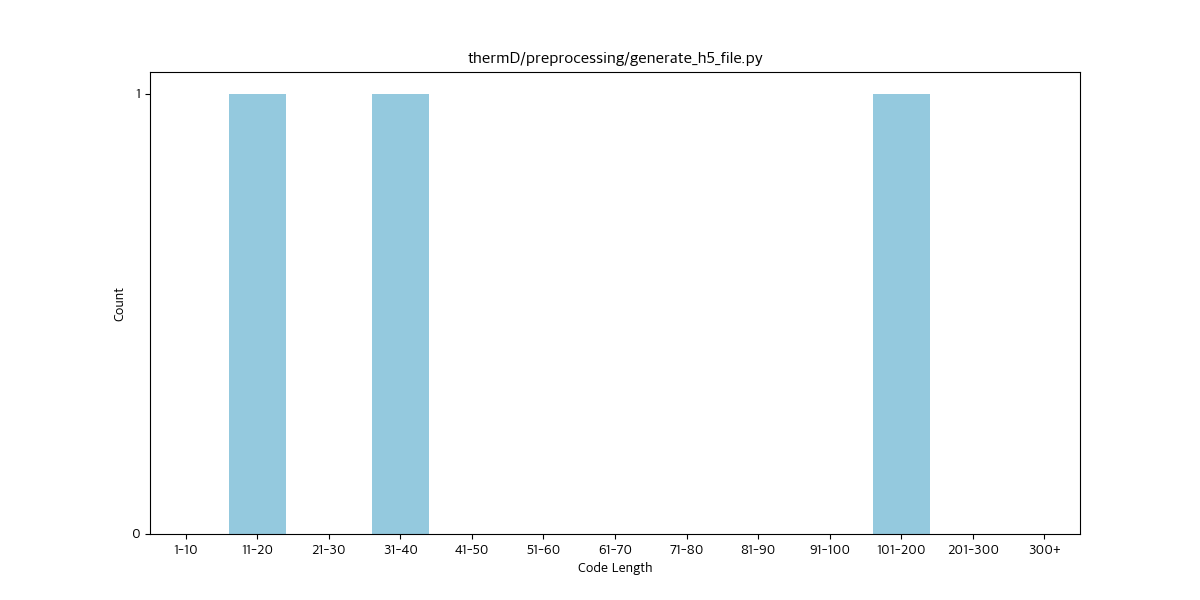 thermD/preprocessing/generate_h5_file.py
1
Count
0
1-10 11-20 21-30 31-40 41-50 51-60 61-70 71-80 81-90 91-100 101-200 201-300 300+
Code Length